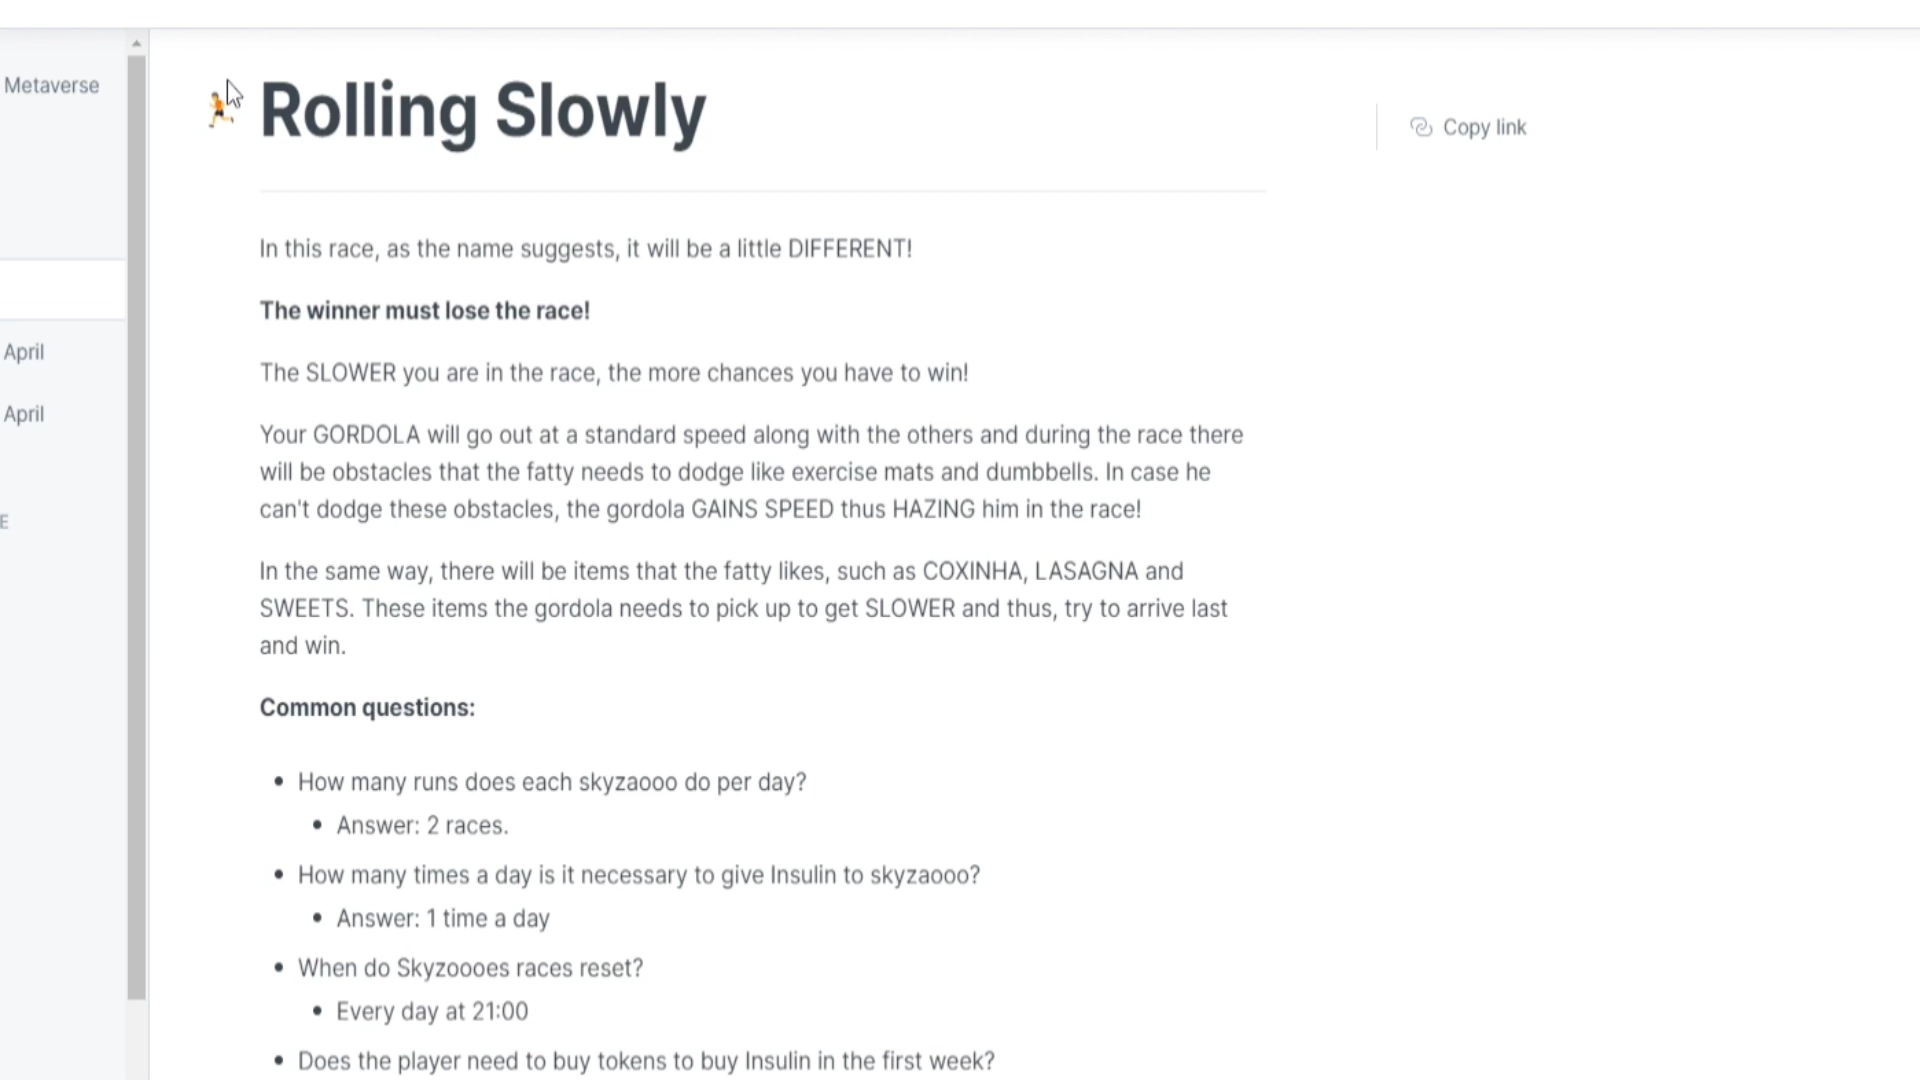 Metaverse
Rolling Slowly
Copy link
In this race, as the name suggests, it will be a little DIFFERENT!
The winner must lose the race!
The SLOWER you are in the race, the more chances you have to win!
April
April
Your GORDOLA will go out at a standard speed along with the others and during the race there
will be obstacles that the fatty needs to dodge like exercise mats and dumbbells. In case he
can't dodge these obstacles, the gordola GAINS SPEED thus HAZING him in the race!
E
In the same way, there will be items that the fatty likes, such as COXINHA, LASAGNA and
SWEETS. These items the gordola needs to pick up to get SLOWER and thus, try to arrive last
and win.
Common questions:
• How many runs does each skyzaooo do per day?
• Answer: 2 races.
• How many times a day is it necessary to give Insulin to skyzaooo?
• Answer: 1 time a day
• When do Skyzoooes races reset?
• Every day at 21:00
• Does the player need to buy tokens to buy Insulin in the first week?